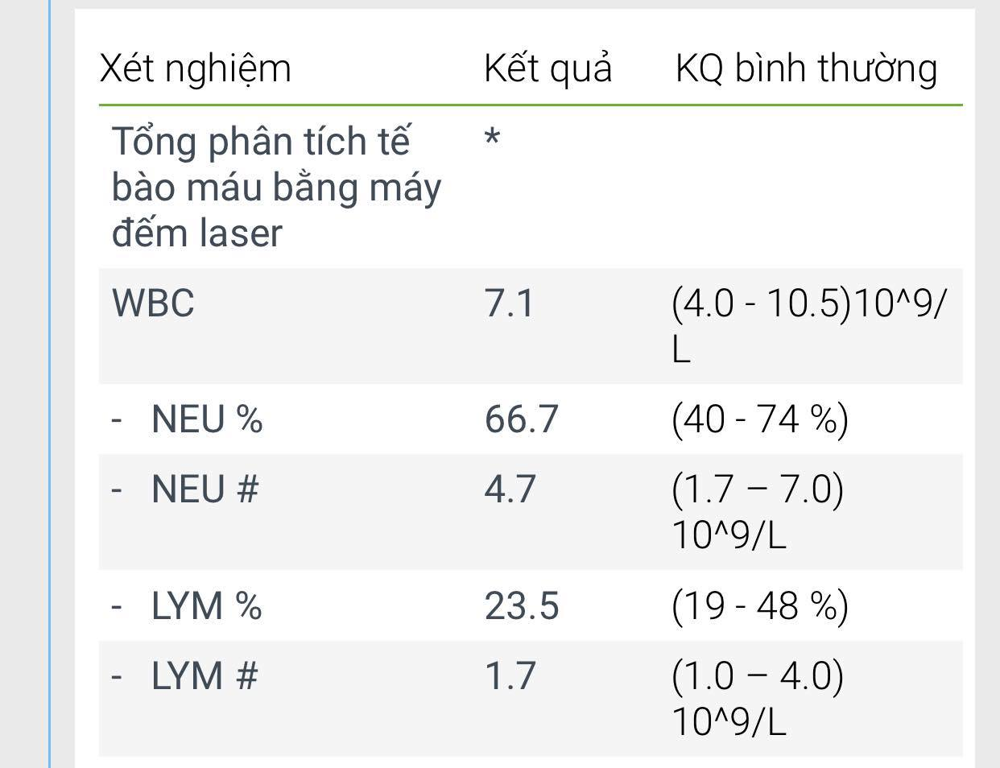 Xét nghiệm Kết quả KQ bình thường
Tổng phân tích tế *
bào máu bằng máy
đếm laser
WBC 7.1 (4.0 - 10.5)10^9/
L
- NEU % 66.7 (40 - 74 %)
- NEU # 4.7 (1.7 – 7.0)
10^9/L
- LYM % 23.5 (19 - 48 %)
- LYM # 1.7 (1.0 – 4.0)
10^9/L